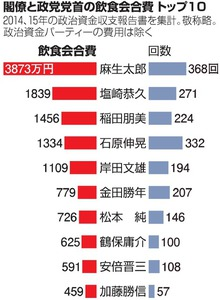 閣僚と政党党首の飲食会合費 トップ10
2014、15年の政治資金収支報告書を集計。敬称略。
政治資金パーティーの費用は除く
飲食会合費 回数
3873万円 麻生太郎 368回
1839 塩崎恭久 271
1456 稲田朋美 224
1334 石原伸晃 332
1109 岸田文雄 194
779 金田勝年 207
726 松本 純 146
625 鶴保庸介 100
591 安倍晋三 108
459 加藤勝信 57